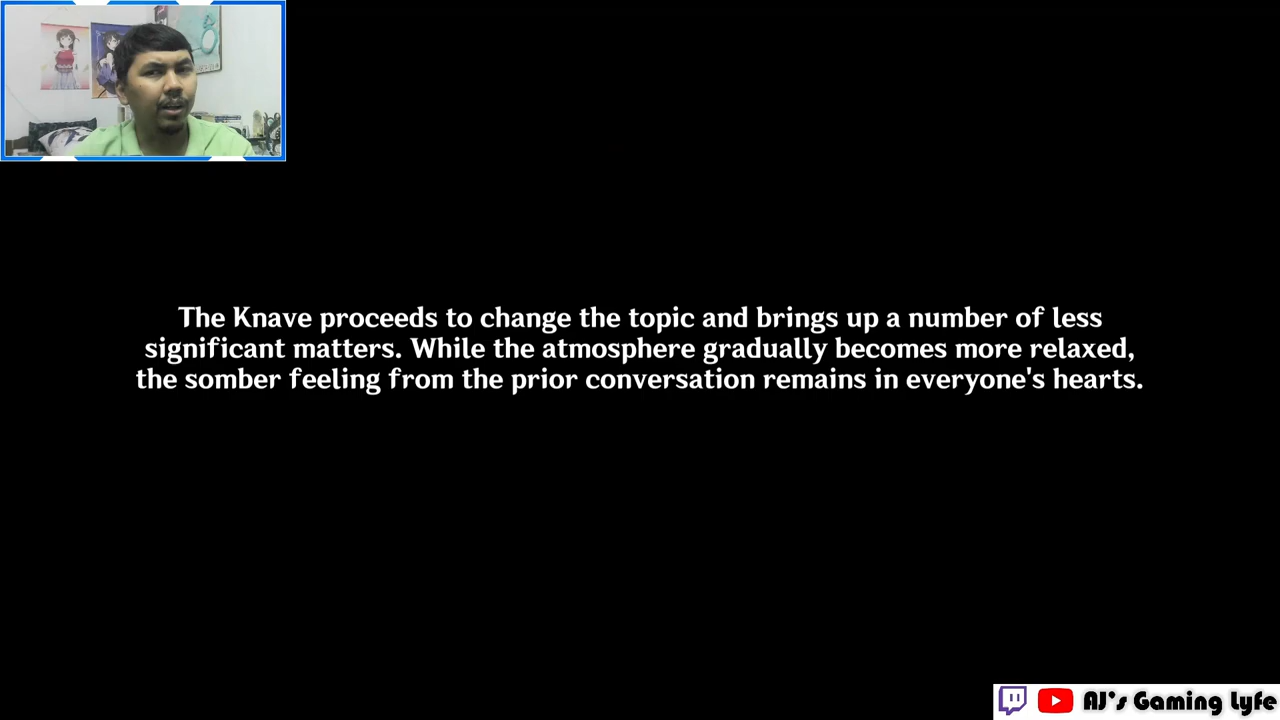 The Knave proceeds to change the topic and brings up a number of less
significant matters. While the atmosphere gradually becomes more relaxed,
the somber feeling from the prior conversation remains in everyone's hearts.
AJ's Gaming Lyfe